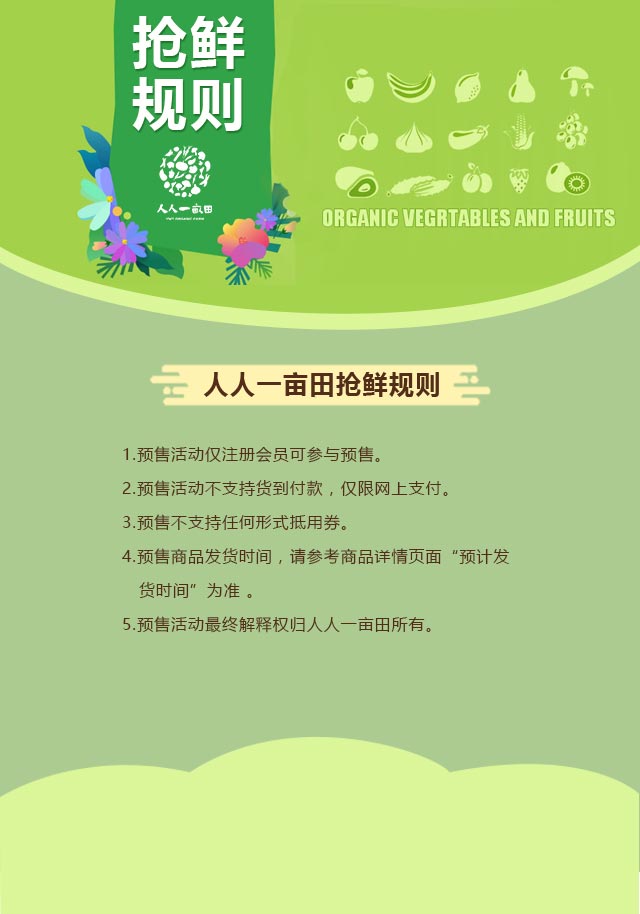 抢鲜
规则
人人一亩田
ORGANIC VEGRTABLES AND FRUITS
人人一亩田抢鲜规则
1.预售活动仅注册会员可参与预售。
2.预售活动不支持货到付款，仅限网上支付。
3.预售不支持任何形式抵用券。
4.预售商品发货时间，请参考商品详情页面“预计发
货时间”为准 。
5.预售活动最终解释权归人人一亩田所有。